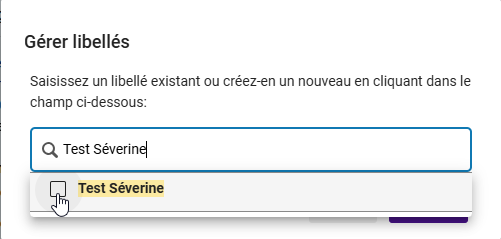 Gérer libellés
Saisissez un libellé existant ou créez-en un nouveau en cliquant dans le
champ ci-dessous:
Test Séverine
Test Séverine